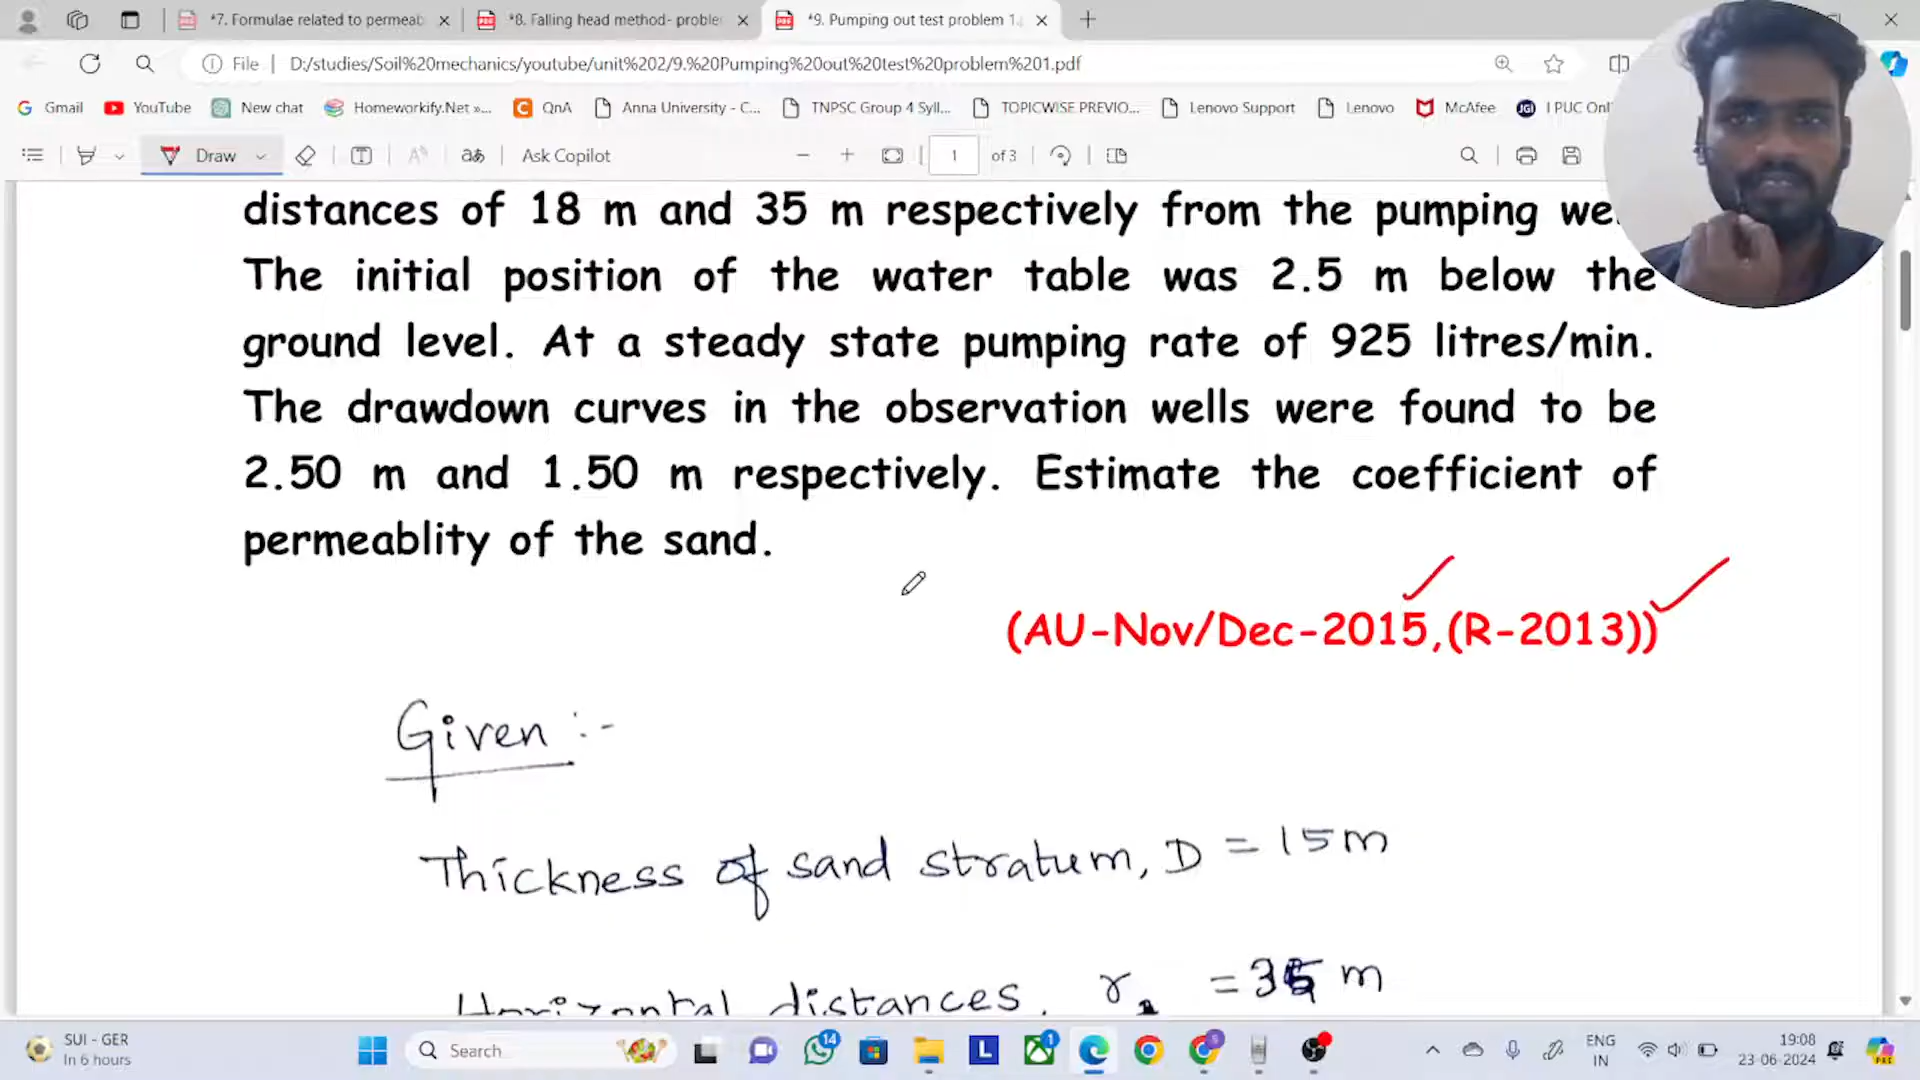 *7. Formulae related to permeab
*8. Falling head method- proble
*9. Pumping out test problem 1.
File
D:/studies/Soil%20mechanics/youtube/unit%202/9.%20Pumping%20out%20test%20problem%201.pdf
Gmail
YouTube
New chat
Homeworkify.Net »...
QnA
Anna University - C...
TNPSC Group 4 Syll...
TOPICWISE PREVIO...
Lenovo Support
Lenovo
McAfee
JGi
I PUC Onl
Draw
Ask Copilot
1 of 3
distances of 18 m and 35 m respectively from the pumping we
The initial position of the water table was 2.5 m below the
ground level. At a steady state pumping rate of 925 litres/min.
The drawdown curves in the observation wells were found to be
2.50 m and 1.50 m respectively. Estimate the coefficient of
permeablity of the sand.
(AU-Nov/Dec-2015,(R-2013))
Given :-
Thickness of sand stratum, D = 15 m
Horizontal distances, r = 35 m
SUI - GER
In 6 hours
Search
14
1
ENG
IN
19:08
23-06-2024